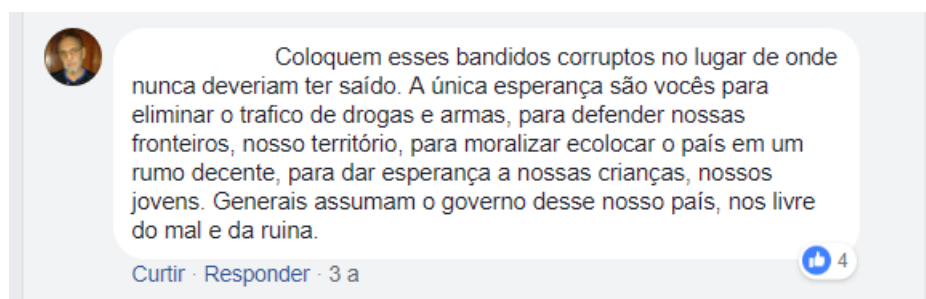 Coloquem esses bandidos corruptos no lugar de onde
nunca deveriam ter saído. A única esperança são vocês para
eliminar o trafico de drogas e armas, para defender nossas
fronteiros, nosso território, para moralizar ecolocar o país em um
rumo decente, para dar esperança a nossas crianças, nossos
jovens. Generais assumam o governo desse nosso país, nos livre
do mal e da ruina.
4
Curtir · Responder · 3 a